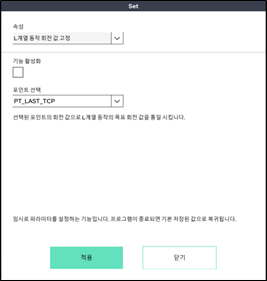 Set
속성
L계열 동작 회전 값 고정
기능 활성화
포인트 선택
PT_LAST_TCP
선택된 포인트의 회전 값으로 L계열 동작의 목표 회전 값을 통일 시킵니다.
임시로 파라미터를 설정하는 기능입니다. 프로그램이 종료되면 기본 저장된 값으로 복귀됩니다.
적용
닫기